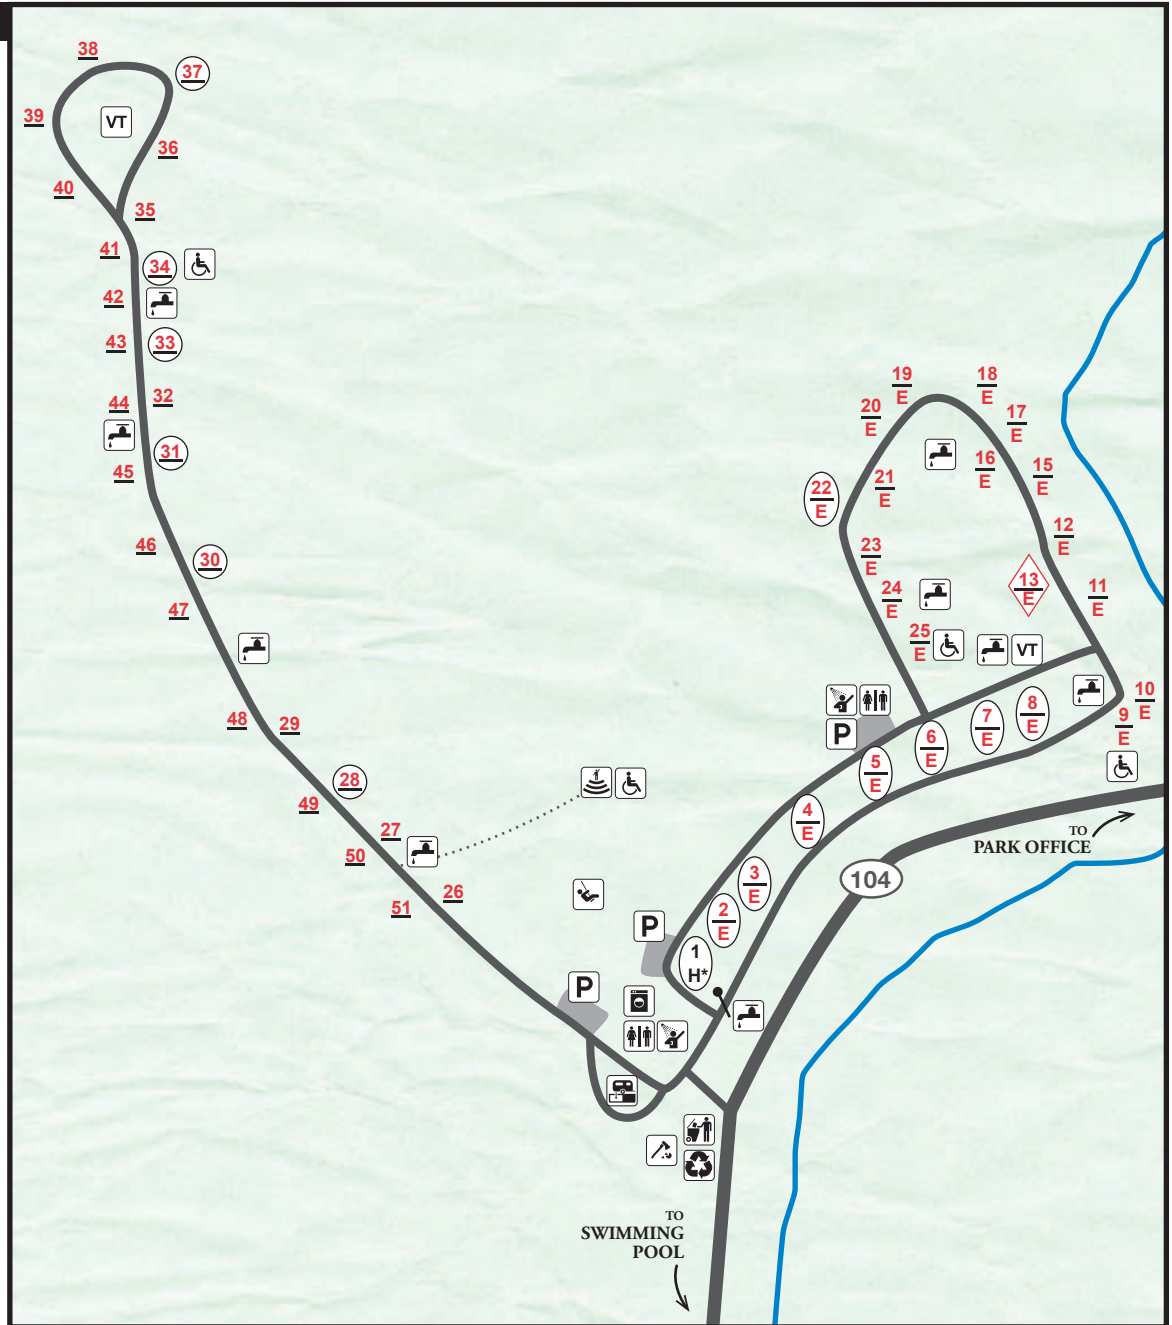 38
37
39
VT
36
40
35
41
34
42
43
33
32
44
31
45
46
30
47
48
29
28
49
27
50
26
51
19
E
18
E
20
E
17
E
16
E
15
E
21
E
22
E
12
E
23
E
13
E
11
E
24
E
25
E
VT
10
E
9
E
8
E
7
E
6
E
P
5
E
4
E
TO
PARK OFFICE
104
3
E
2
E
P
1
H*
P
TO
SWIMMING
POOL